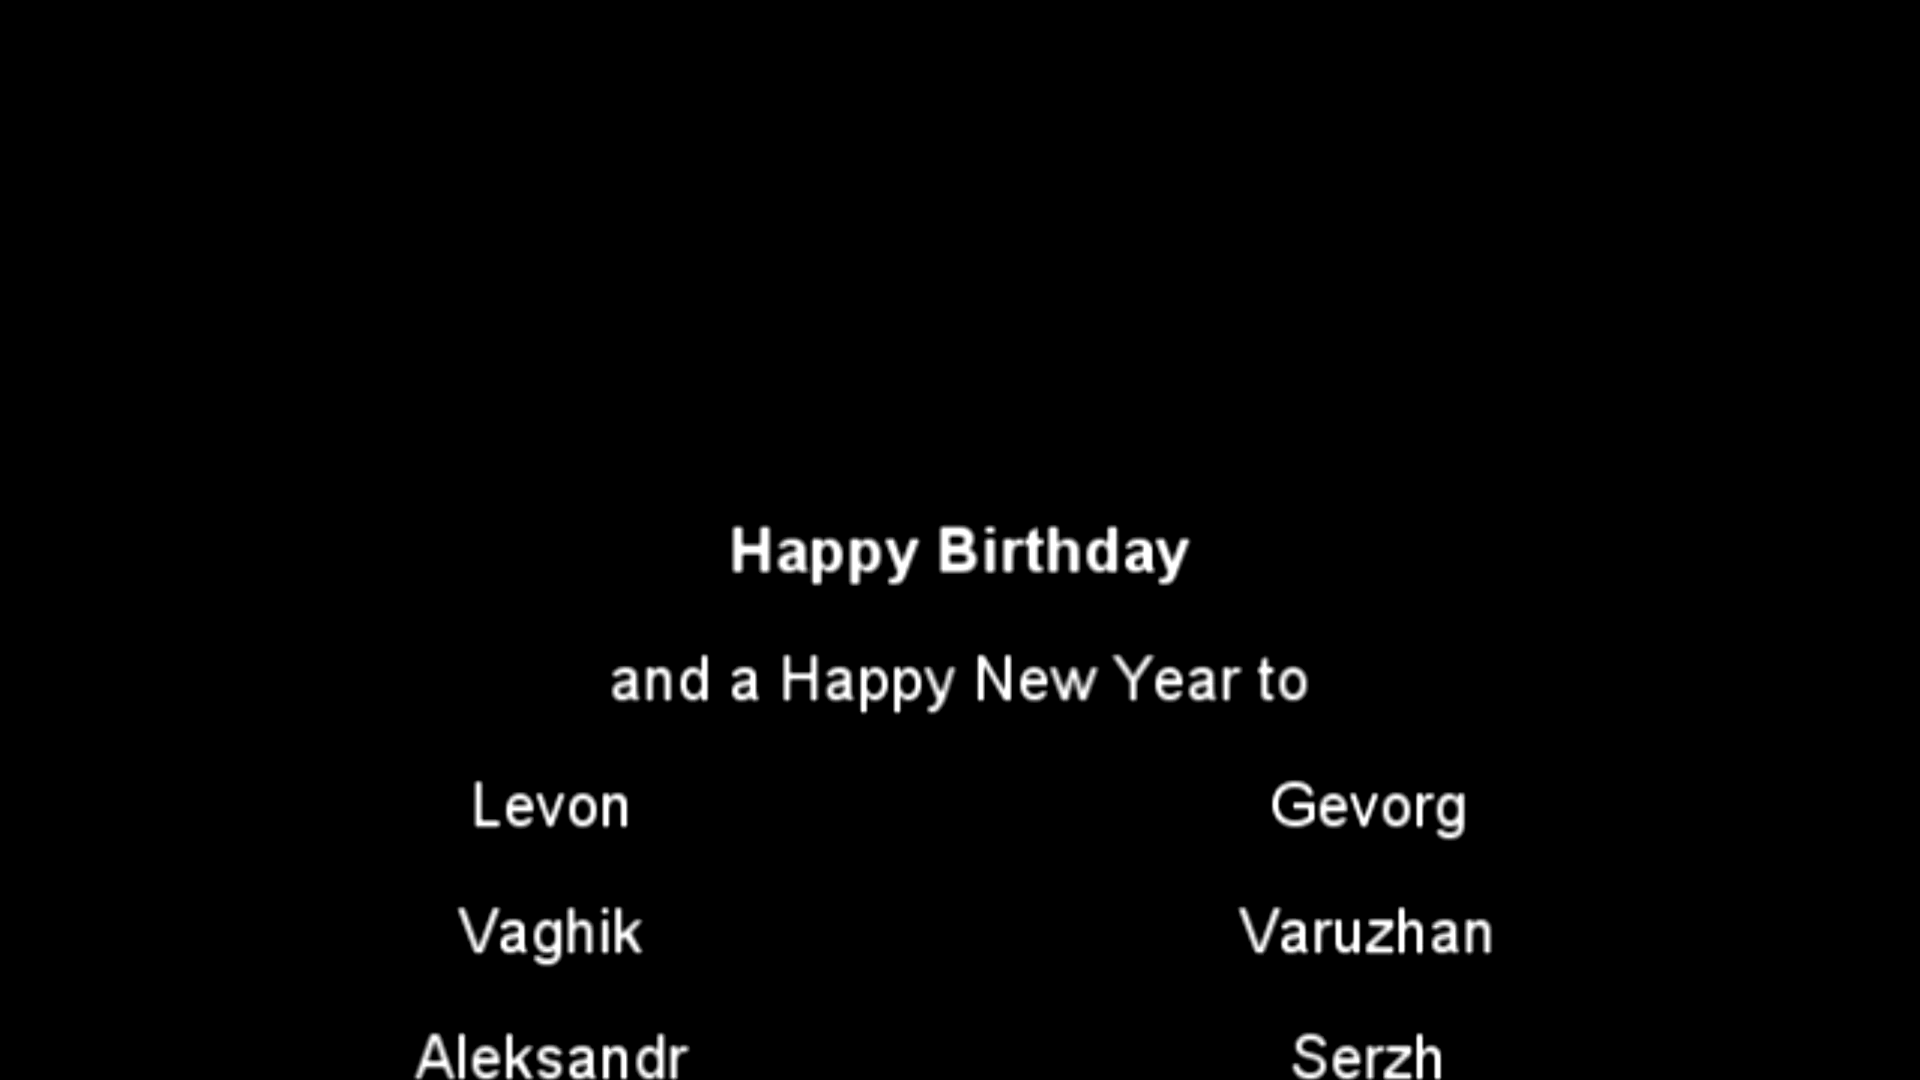 Happy Birthday
and a Happy New Year to
Levon Gevorg
Vaghik Varuzhan
Aleksandr Serzh